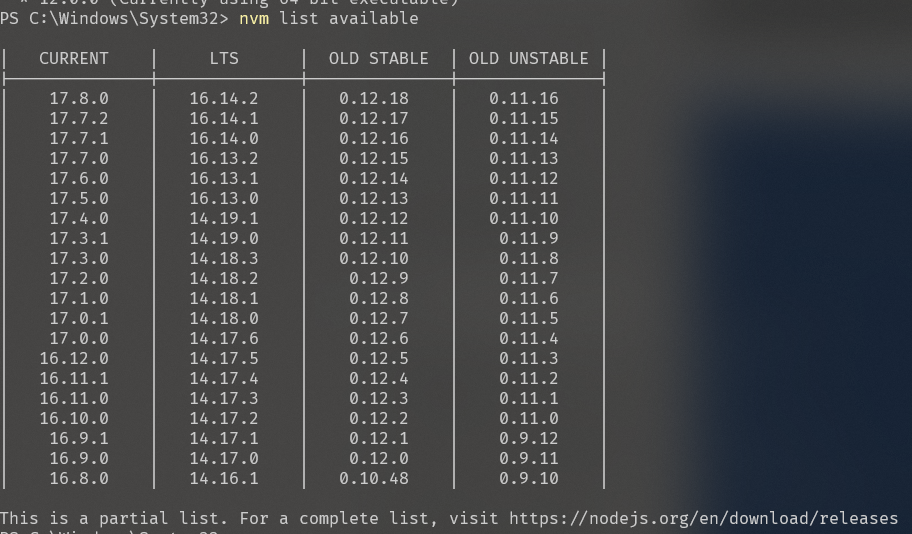 * 12.0.0 (Currently using 64-bit executable)
PS C:\Windows\System32> nvm list available
| CURRENT | LTS | OLD STABLE | OLD UNSTABLE |
| 17.8.0 | 16.14.2 | 0.12.18 | 0.11.16 |
| 17.7.2 | 16.14.1 | 0.12.17 | 0.11.15 |
| 17.7.1 | 16.14.0 | 0.12.16 | 0.11.14 |
| 17.7.0 | 16.13.2 | 0.12.15 | 0.11.13 |
| 17.6.0 | 16.13.1 | 0.12.14 | 0.11.12 |
| 17.5.0 | 16.13.0 | 0.12.13 | 0.11.11 |
| 17.4.0 | 14.19.1 | 0.12.12 | 0.11.10 |
| 17.3.1 | 14.19.0 | 0.12.11 | 0.11.9 |
| 17.3.0 | 14.18.3 | 0.12.10 | 0.11.8 |
| 17.2.0 | 14.18.2 | 0.12.9 | 0.11.7 |
| 17.1.0 | 14.18.1 | 0.12.8 | 0.11.6 |
| 17.0.1 | 14.18.0 | 0.12.7 | 0.11.5 |
| 17.0.0 | 14.17.6 | 0.12.6 | 0.11.4 |
| 16.12.0 | 14.17.5 | 0.12.5 | 0.11.3 |
| 16.11.1 | 14.17.4 | 0.12.4 | 0.11.2 |
| 16.11.0 | 14.17.3 | 0.12.3 | 0.11.1 |
| 16.10.0 | 14.17.2 | 0.12.2 | 0.11.0 |
| 16.9.1 | 14.17.1 | 0.12.1 | 0.9.12 |
| 16.9.0 | 14.17.0 | 0.12.0 | 0.9.11 |
| 16.8.0 | 14.16.1 | 0.10.48 | 0.9.10 |
This is a partial list. For a complete list, visit https://nodejs.org/en/download/releases
PS C:\Windows\System32>